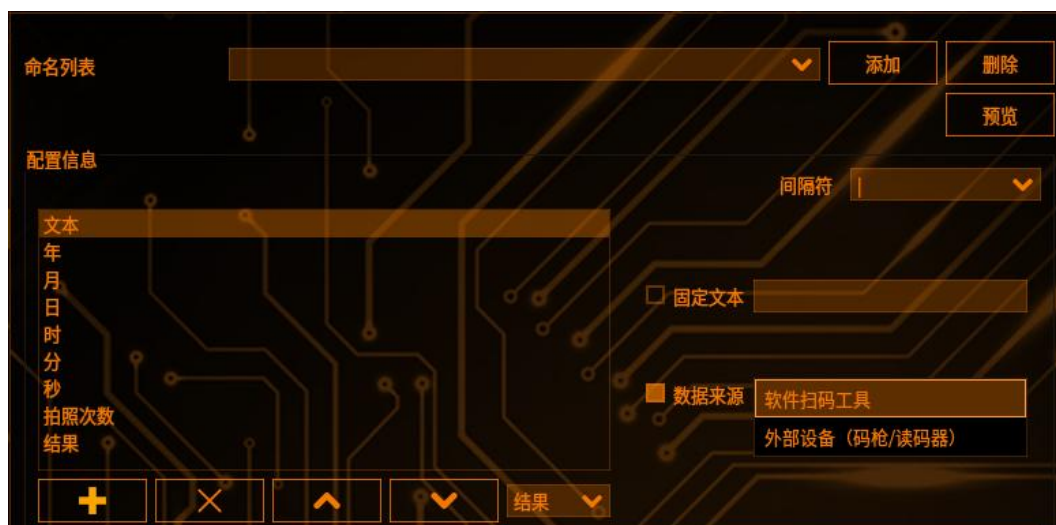 命名列表
添加
删除
预览
配置信息
间隔符 |
文本
年
月
日
时
分
秒
拍照次数
结果
固定文本
数据来源
软件扫码工具
外部设备（码枪/读码器）
结果